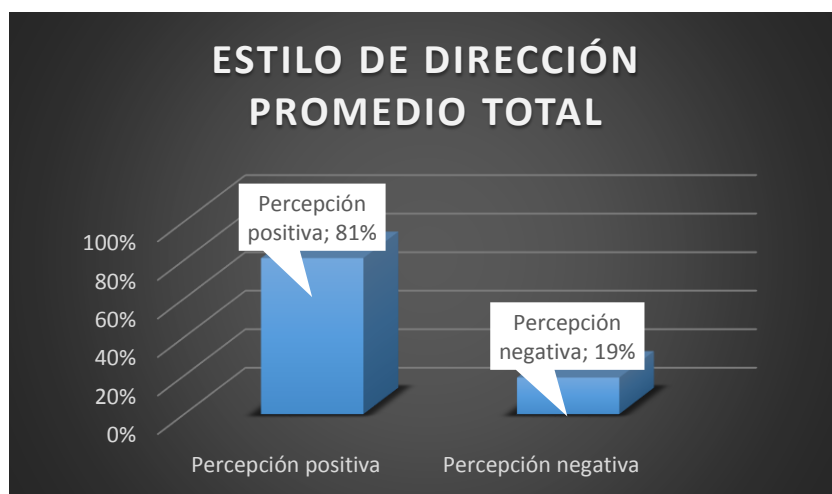 ESTILO DE DIRECCIÓN
PROMEDIO TOTAL
Percepción
positiva; 81%
100%
80%
60%
40%
20%
0%
Percepción
negativa; 19%
Percepción positiva
Percepción negativa